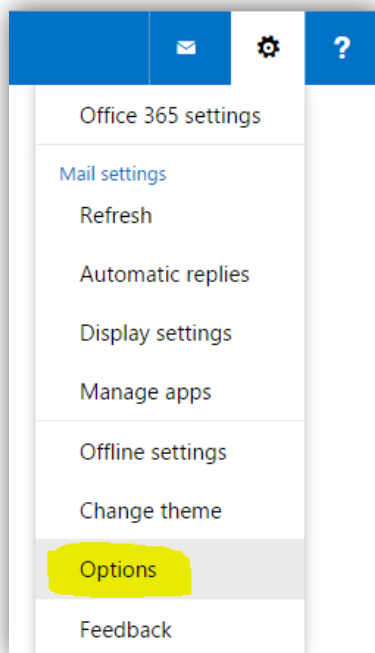 ?
Office 365 settings
Mail settings
Refresh
Automatic replies
Display settings
Manage apps
Offline settings
Change theme
Options
Feedback